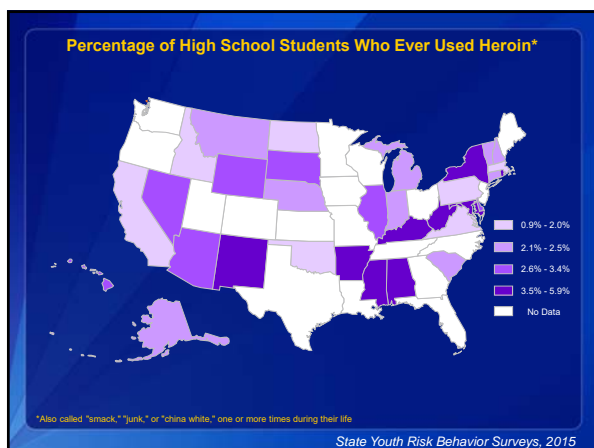 Percentage of High School Students Who Ever Used Heroin*
0.9% - 2.0%
2.1% - 2.5%
2.6% - 3.4%
3.5% - 5.9%
No Data
*Also called "smack," "junk," or "china white," one or more times during their life
State Youth Risk Behavior Surveys, 2015